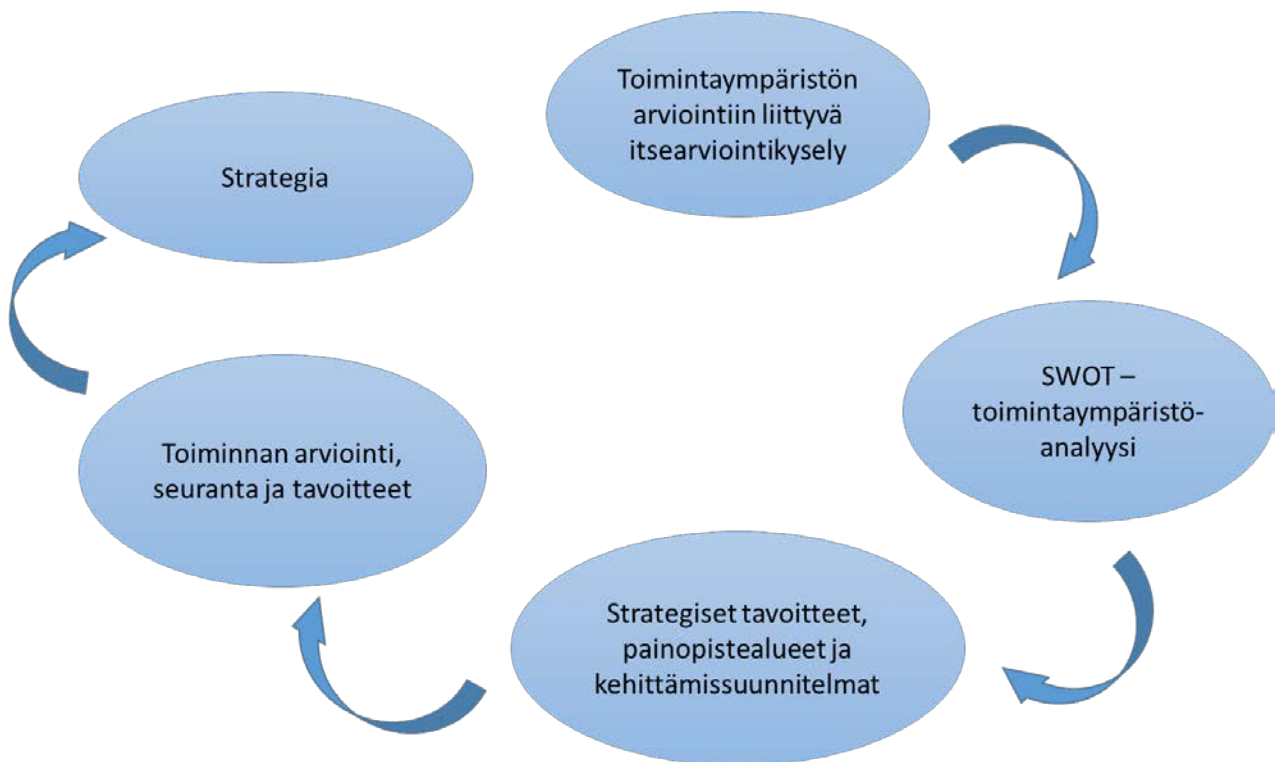 Toimintaympäristön
arviointiin liittyvä
itsearviointikysely
SWOT –
toimintaympäristö-
analyysi
Strategiset tavoitteet,
painopistealueet ja
kehittämissuunnitelmat
Toiminnan arviointi,
seuranta ja tavoitteet
Strategia